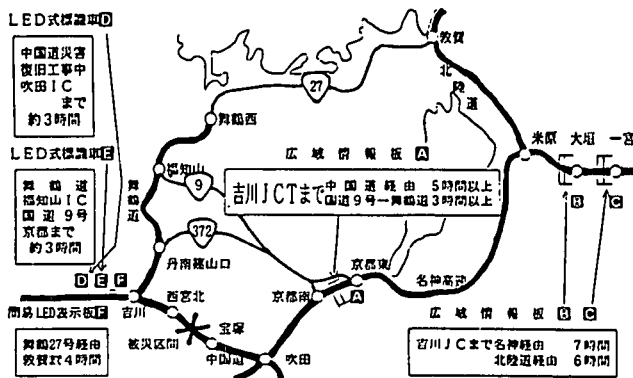 LED式標識車D
中国道災害
復旧工事中
吹田IC
まで
約3時間
LED式標識車E
舞鶴道
福知山IC
国道9号
京都まで
約3時間
D E F
簡易LED表示板F
舞鶴27号経由
敦賀まで4時間
敦賀
北陸道
27
舞鶴西
福知山
舞鶴道
9
372
丹南篠山口
吉川
西宮北
宝塚
被災区間
中国道
吹田
京都南
京都東
A
名神高速
米原 大垣 一宮
B
C
広域情報板 A
吉川JCTまで
中国道経由 5時間以上
国道9号ー舞鶴道3時間以上
広域情報板 B C
吉川JCまで名神経由 7時間
北陸道経由 6時間